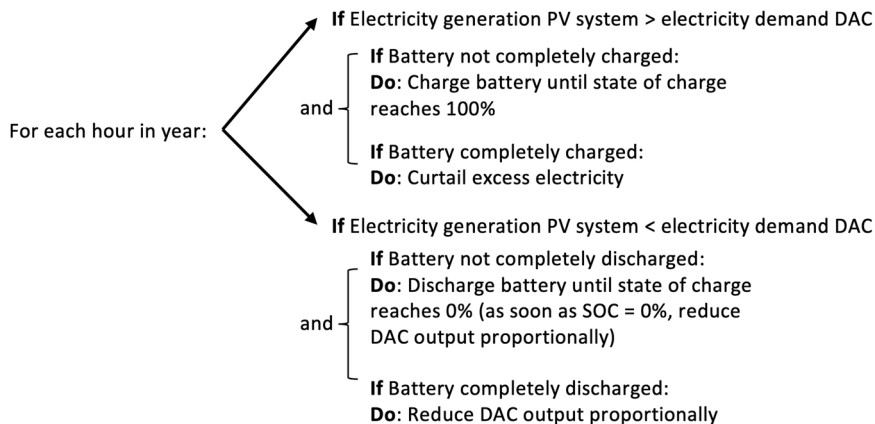 If Electricity generation PV system > electricity demand DAC
If Battery not completely charged:
Do: Charge battery until state of charge
reaches 100%
and
If Battery completely charged:
Do: Curtail excess electricity
For each hour in year:
If Electricity generation PV system < electricity demand DAC
If Battery not completely discharged:
Do: Discharge battery until state of charge
reaches 0% (as soon as SOC = 0%, reduce
DAC output proportionally)
and
If Battery completely discharged:
Do: Reduce DAC output proportionally